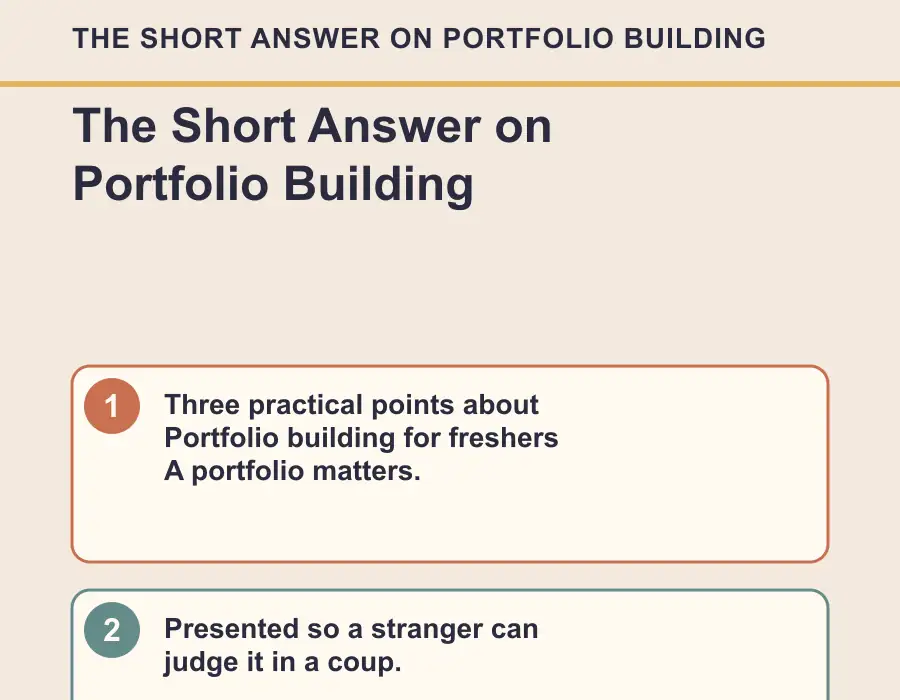 THE SHORT ANSWER ON PORTFOLIO BUILDING
The Short Answer on
Portfolio Building
1
Three practical points about
Portfolio building for freshers
A portfolio matters.
2
Presented so a stranger can
judge it in a coup.